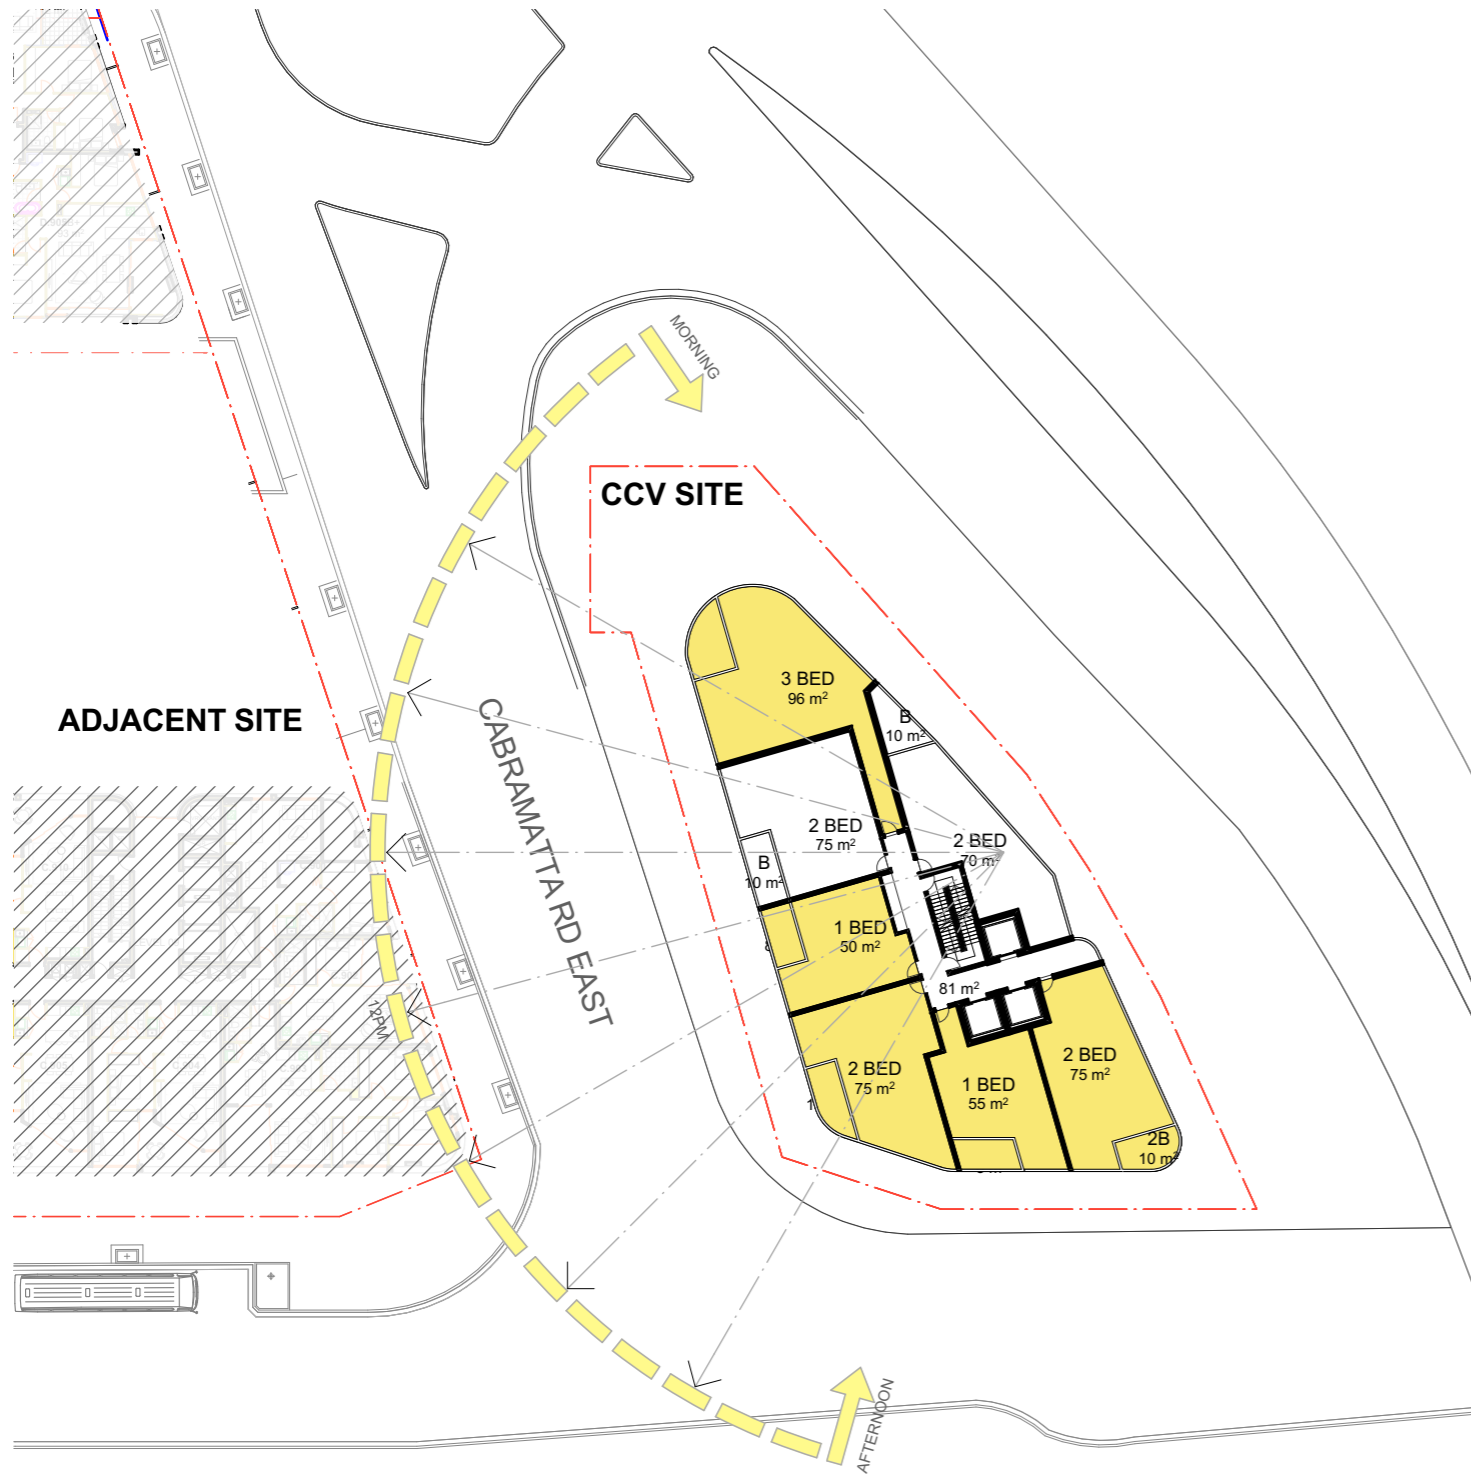 MORNING
CCV SITE
3 BED
96 m²
B
10 m²
ADJACENT SITE
CABRAMATTA RD EAST
2 BED
75 m²
2 BED
70 m²
B
10 m²
1 BED
50 m²
81 m²
12PM
2 BED
75 m²
1 BED
55 m²
2 BED
75 m²
2B
10 m²
AFTERNOON